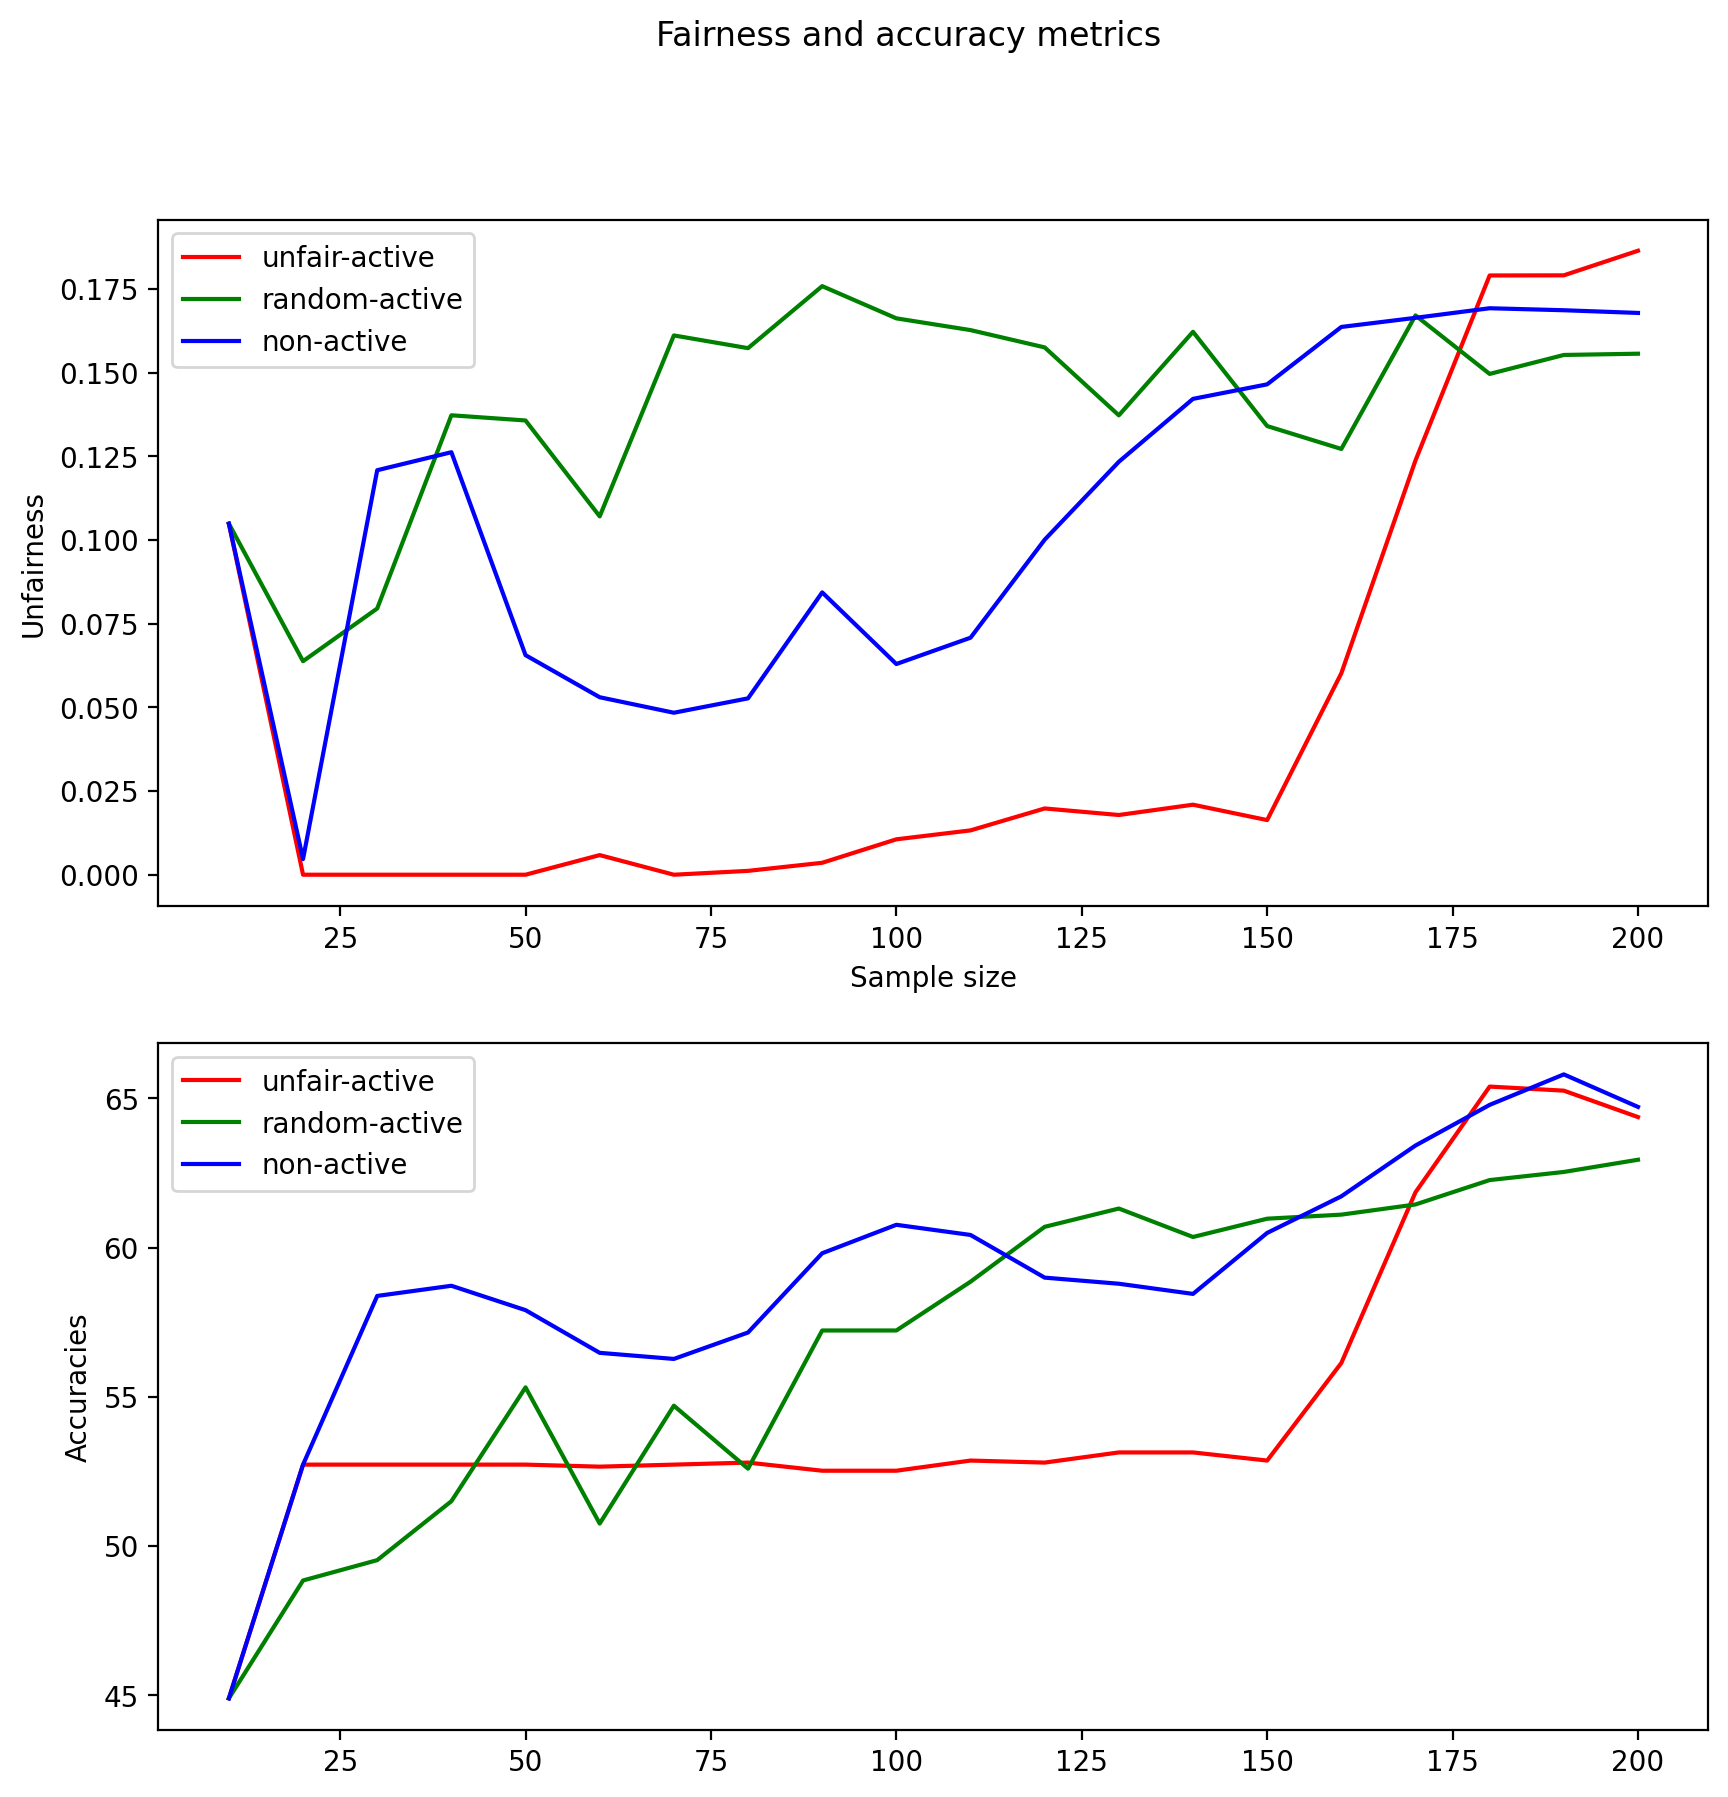 Fairness and accuracy metrics
unfair-active
random-active
non-active
0.175
0.150
0.125
0.100
0.075
0.050
0.025
0.000
Unfairness
25 50 75 100 125 150 175 200
Sample size
unfair-active
random-active
non-active
65
60
55
50
45
Accuracies
25 50 75 100 125 150 175 200